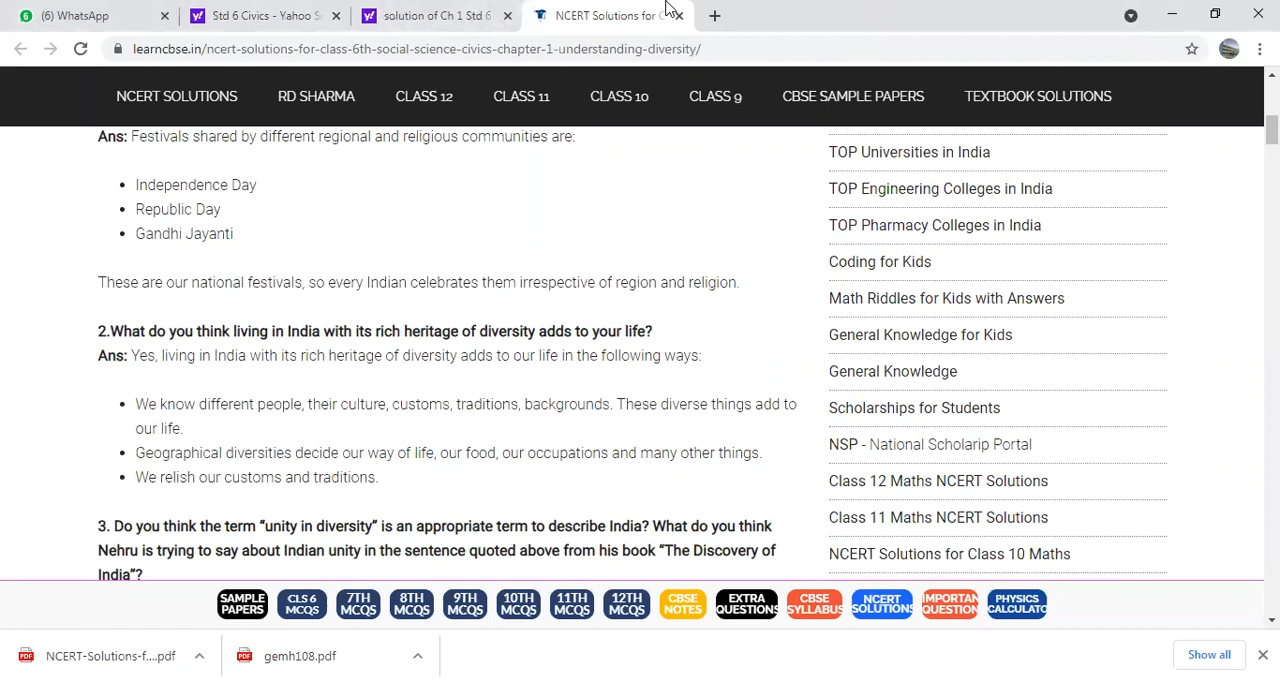 (6) WhatsApp
Std 6 Civics - Yahoo S
solution of Ch.1 Std 6
NCERT Solutions for C
learncbse.in/ncert-solutions-for-class-6th-social-science-civics-chapter-1-understanding-diversity/
NCERT SOLUTIONS
RD SHARMA
CLASS 12
CLASS 11
CLASS 10
CLASS 9
CBSE SAMPLE PAPERS
TEXTBOOK SOLUTIONS
Ans: Festivals shared by different regional and religious communities are:
• Independence Day
• Republic Day
• Gandhi Jayanti
These are our national festivals, so every Indian celebrates them irrespective of region and religion.
2.What do you think living in India with its rich heritage of diversity adds to your life?
Ans: Yes, living in India with its rich heritage of diversity adds to our life in the following ways:
• We know different people, their culture, customs, traditions, backgrounds. These diverse things add to
our life.
• Geographical diversities decide our way of life, our food, our occupations and many other things.
• We relish our customs and traditions.
3. Do you think the term “unity in diversity” is an appropriate term to describe India? What do you think
Nehru is trying to say about Indian unity in the sentence quoted above from his book “The Discovery of
India”?
TOP Universities in India
TOP Engineering Colleges in India
TOP Pharmacy Colleges in India
Coding for Kids
Math Riddles for Kids with Answers
General Knowledge for Kids
General Knowledge
Scholarships for Students
NSP - National Scholarip Portal
Class 12 Maths NCERT Solutions
Class 11 Maths NCERT Solutions
NCERT Solutions for Class 10 Maths
SAMPLE
PAPERS
CLS 6
MCQS
7TH
MCQS
8TH
MCQS
9TH
MCQS
10TH
MCQS
11TH
MCQS
12TH
MCQS
CBSE
NOTES
EXTRA
QUESTIONS
CBSE
SYLLABUS
NCERT
SOLUTIONS
IMPORTAN
QUESTION
PHYSICS
CALCULATO
NCERT-Solutions-f....pdf
gemh108.pdf
Show all